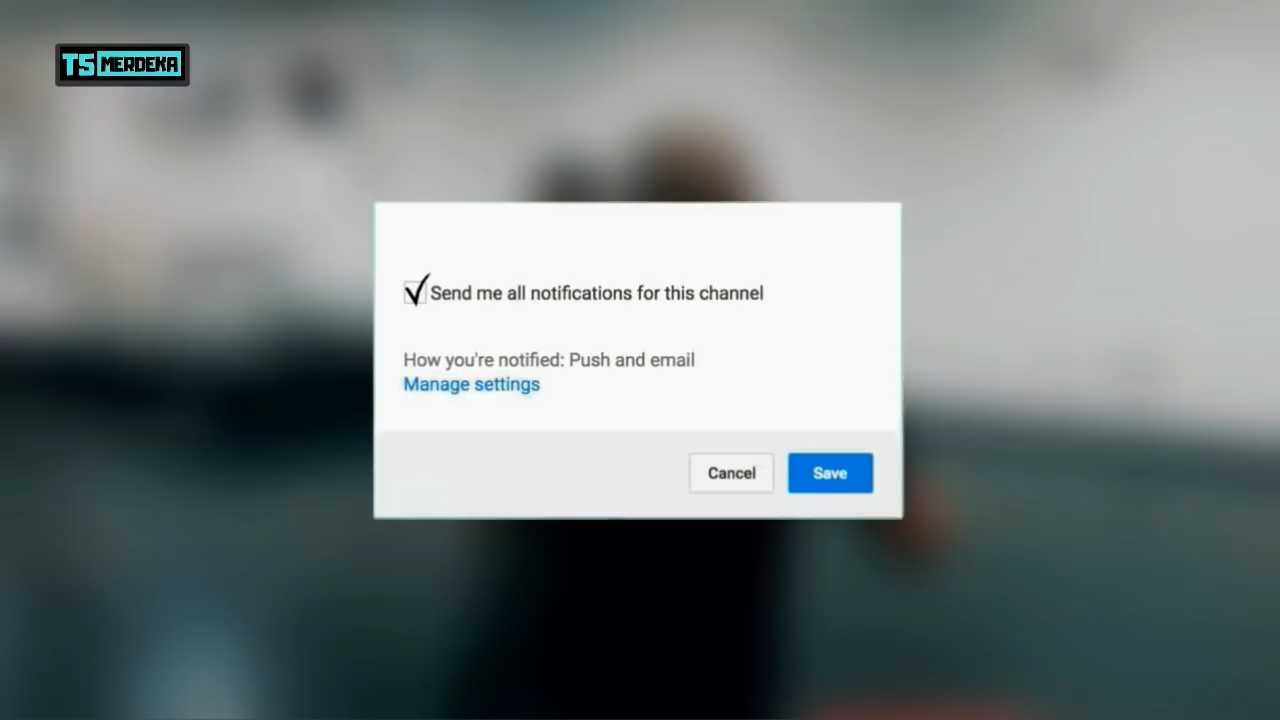 TS MERDEKA
Send me all notifications for this channel
How you're notified: Push and email
Manage settings
Cancel Save